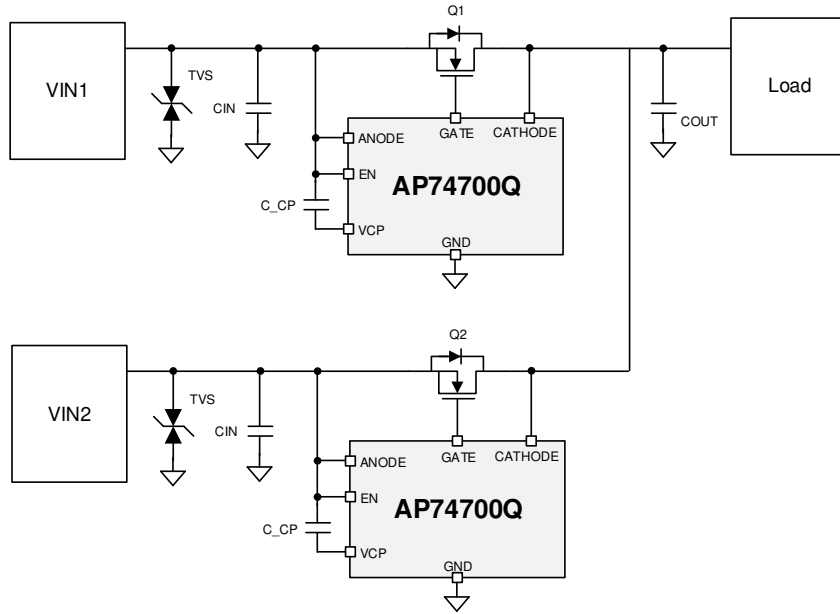 Q1
VIN1
TVS
CIN
GATE
CATHODE
COUT
Load
ANODE
EN
AP74700Q
C_CP
VCP
GND
Q2
VIN2
TVS
CIN
GATE
CATHODE
ANODE
EN
AP74700Q
C_CP
VCP
GND